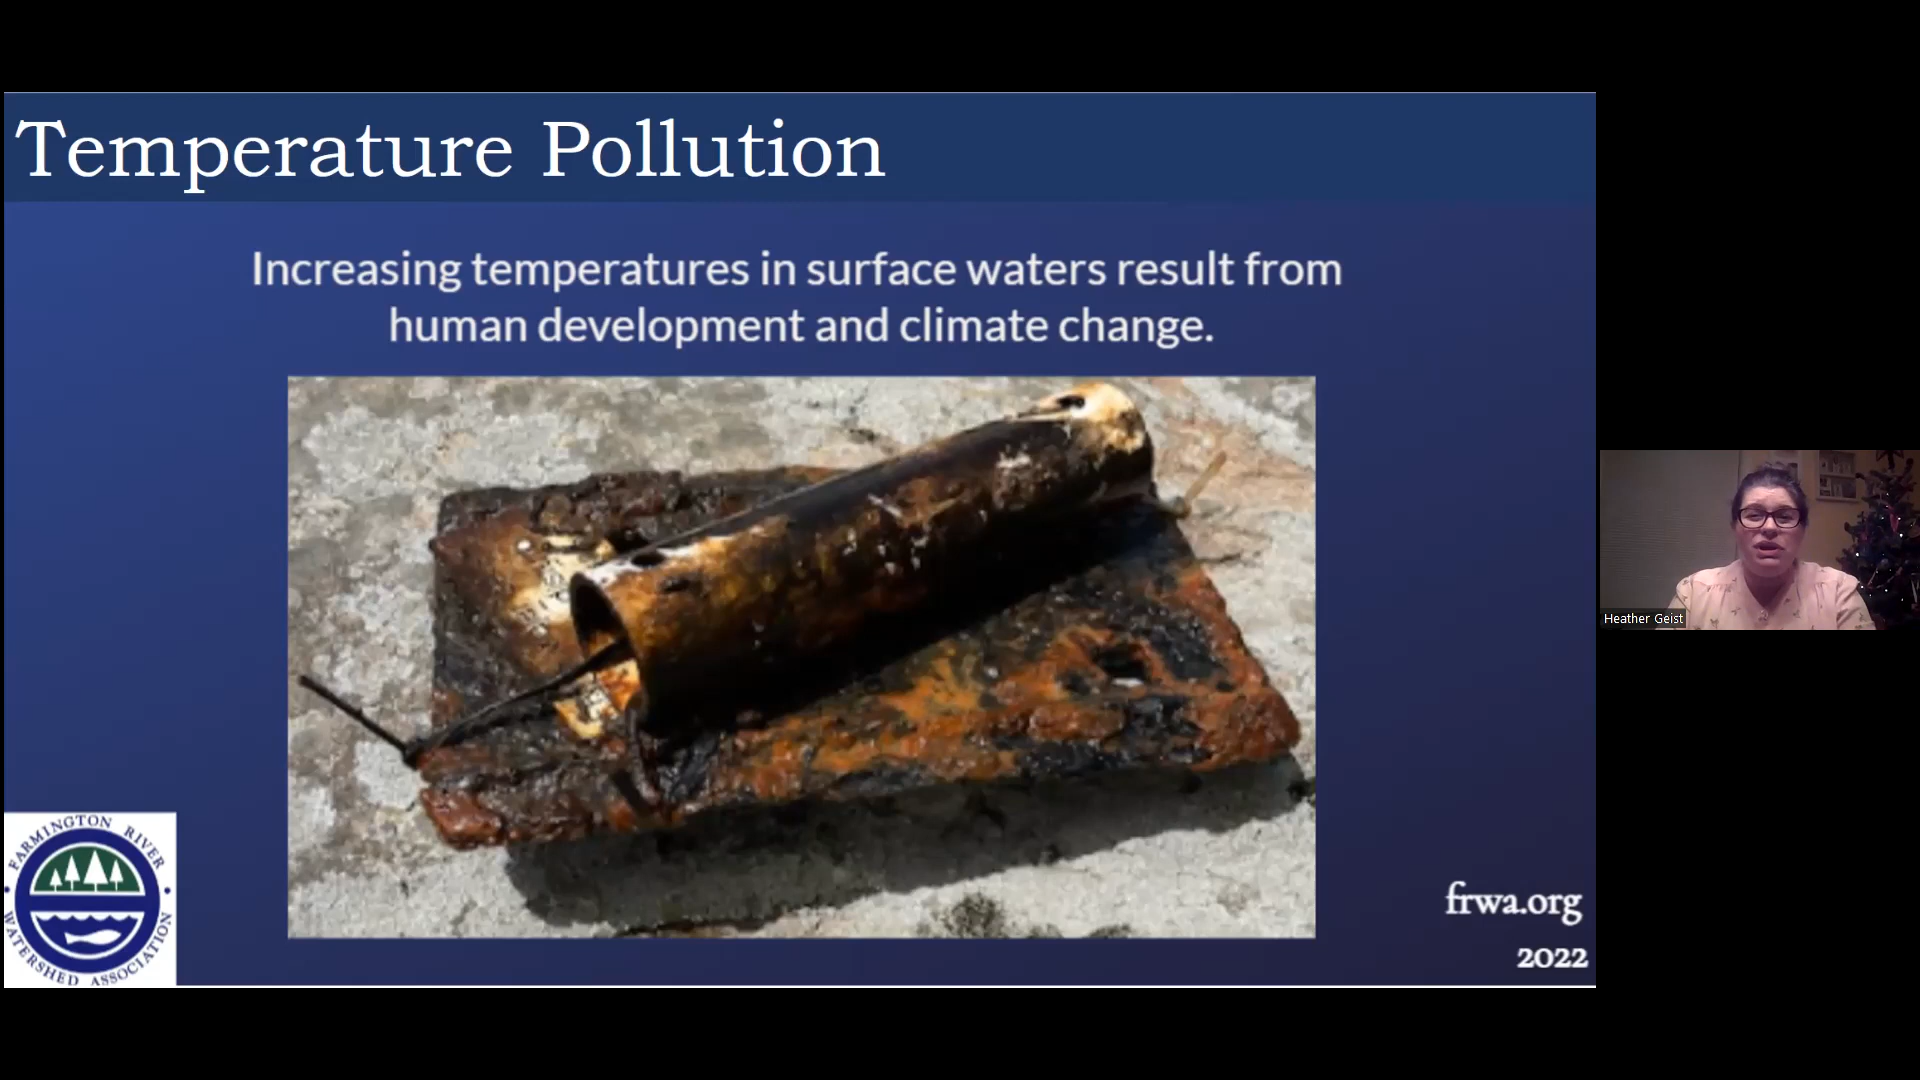 Temperature Pollution
Increasing temperatures in surface waters result from
human development and climate change.
FARMINGTON RIVER
WATERSHED ASSOCIATION
frwa.org
2022
Heather Geist